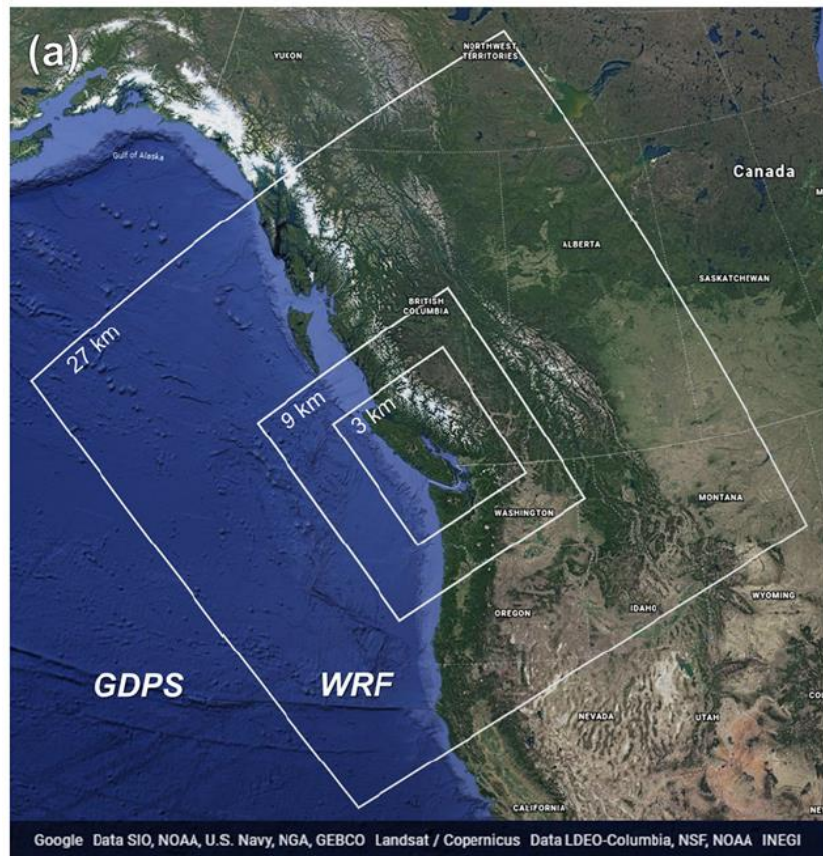 (a)
YUKON
NORTHWEST
TERRITORIES
Gulf of Alaska
Canada
ALBERTA
SASKATCHEWAN
BRITISH
COLUMBIA
27 km
9 km
3 km
MONTANA
WASHINGTON
OREGON
IDAHO
WYOMING
GDPS
WRF
NEVADA
UTAH
CALIFORNIA
Google Data SIO, NOAA, U.S. Navy, NGA, GEBCO Landsat / Copernicus Data LDEO-Columbia, NSF, NOAA INEGI